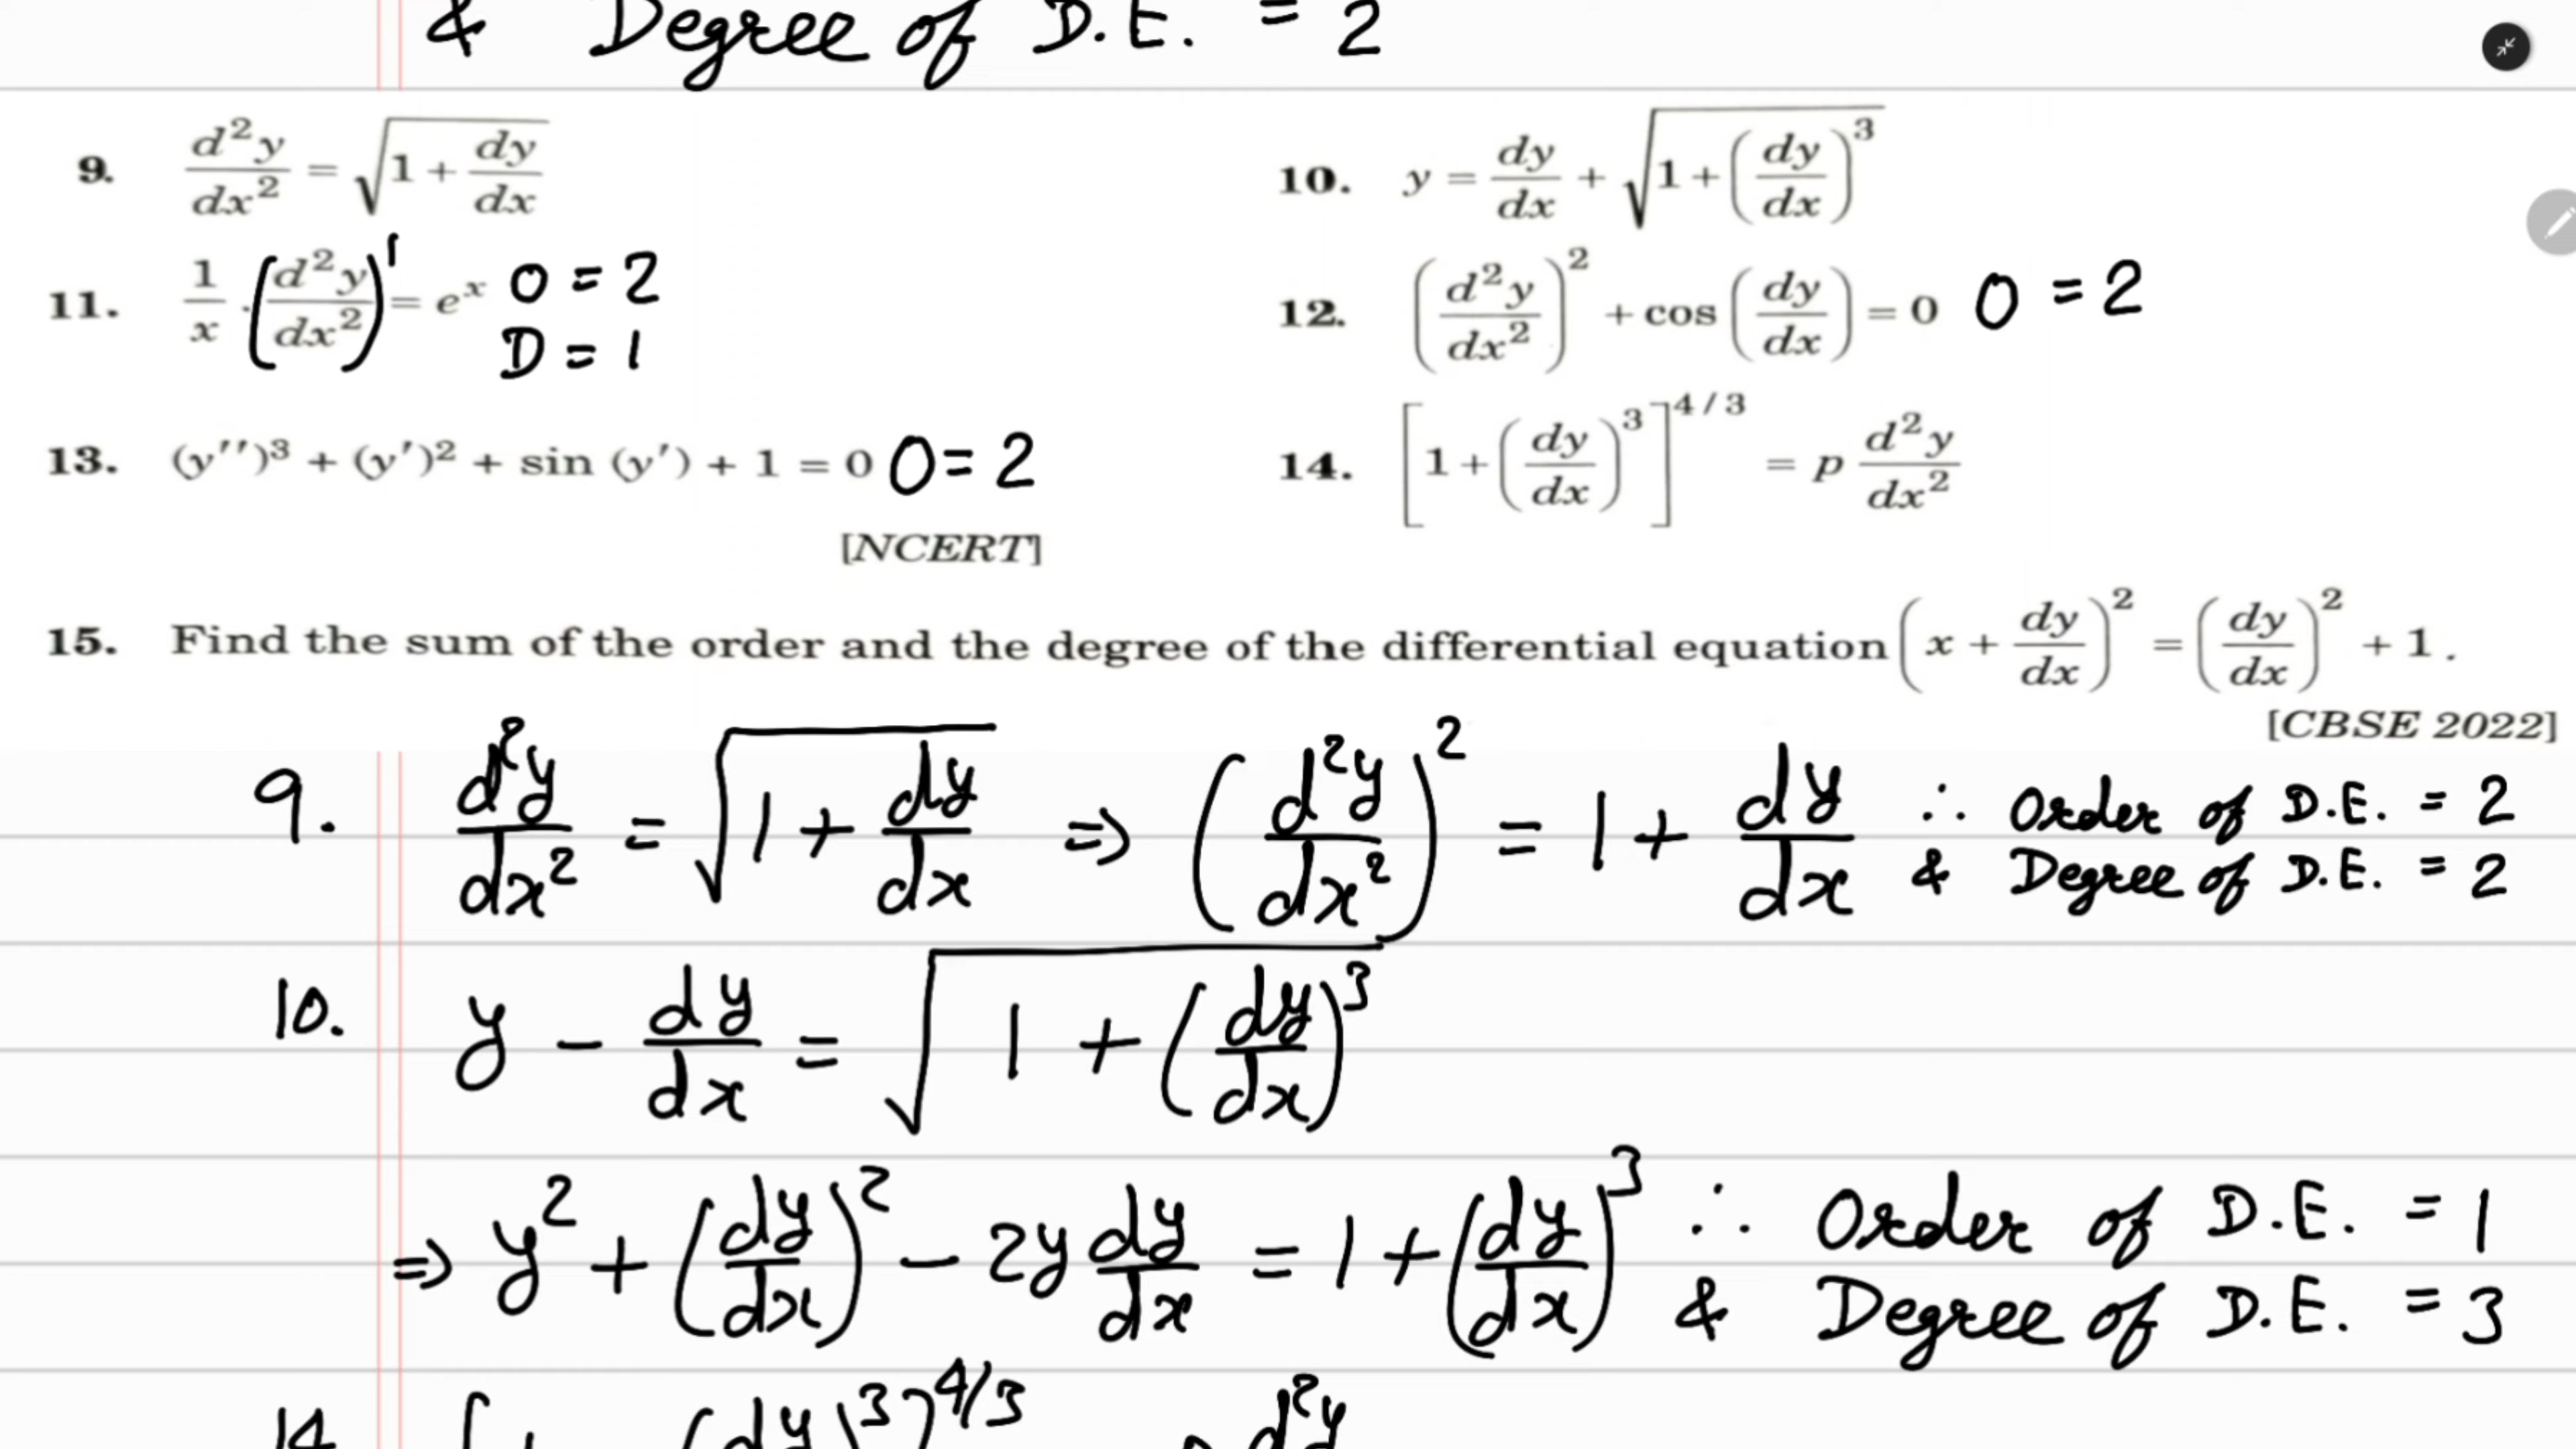 & Degree of D.E. = 2
9. d²y/dx² = √(1 + dy/dx)
10. y = dy/dx + √(1 + (dy/dx)³)
11. 1/x · (d²y/dx²)¹ = eˣ O = 2
D = 1
12. (d²y/dx²)² + cos (dy/dx) = 0 O = 2
13. (y′′)³ + (y′)² + sin (y′) + 1 = 0 O = 2
[NCERT]
14. [1 + (dy/dx)³]^4/3 = p d²y/dx²
15. Find the sum of the order and the degree of the differential equation (x + dy/dx)² = (dy/dx)² + 1.
[CBSE 2022]
9. d²y/dx² = √(1 + dy/dx) ⇒ (d²y/dx²)² = 1 + dy/dx ∴ Order of D.E. = 2
& Degree of D.E. = 2
10. y − dy/dx = √(1 + (dy/dx)³)
⇒ y² + (dy/dx)² − 2y dy/dx = 1 + (dy/dx)³ ∴ Order of D.E. = 1
& Degree of D.E. = 3